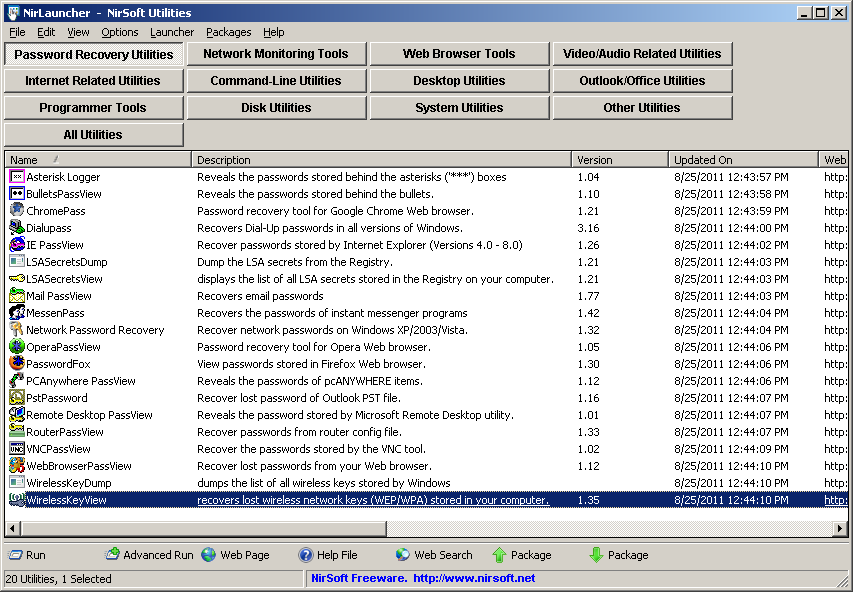 NirLauncher - NirSoft Utilities
File Edit View Options Launcher Packages Help
Password Recovery Utilities Network Monitoring Tools Web Browser Tools Video/Audio Related Utilities
Internet Related Utilities Command-Line Utilities Desktop Utilities Outlook/Office Utilities
Programmer Tools Disk Utilities System Utilities Other Utilities
All Utilities
Name Description Version Updated On Web
Asterisk Logger Reveals the passwords stored behind the asterisks ('***') boxes 1.04 8/25/2011 12:43:57 PM http:
BulletsPassView Reveals the passwords stored behind the bullets. 1.10 8/25/2011 12:43:58 PM http:
ChromePass Password recovery tool for Google Chrome Web browser. 1.21 8/25/2011 12:43:59 PM http:
Dialupass Recovers Dial-Up passwords in all versions of Windows. 3.16 8/25/2011 12:44:00 PM http:
IE PassView Recover passwords stored by Internet Explorer (Versions 4.0 - 8.0) 1.26 8/25/2011 12:44:02 PM http:
LSASecretsDump Dump the LSA secrets from the Registry. 1.21 8/25/2011 12:44:03 PM http:
LSASecretsView displays the list of all LSA secrets stored in the Registry on your computer. 1.21 8/25/2011 12:44:03 PM http:
Mail PassView Recovers email passwords 1.77 8/25/2011 12:44:03 PM http:
MessenPass Recovers the passwords of instant messenger programs 1.42 8/25/2011 12:44:04 PM http:
Network Password Recovery Recover network passwords on Windows XP/2003/Vista. 1.32 8/25/2011 12:44:04 PM http:
OperaPassView Password recovery tool for Opera Web browser. 1.05 8/25/2011 12:44:06 PM http:
PasswordFox View passwords stored in Firefox Web browser. 1.30 8/25/2011 12:44:06 PM http:
PCAnywhere PassView Reveals the passwords of pcANYWHERE items. 1.12 8/25/2011 12:44:06 PM http:
PstPassword Recover lost password of Outlook PST file. 1.16 8/25/2011 12:44:07 PM http:
Remote Desktop PassView Reveals the password stored by Microsoft Remote Desktop utility. 1.01 8/25/2011 12:44:07 PM http:
RouterPassView Recover passwords from router config file. 1.33 8/25/2011 12:44:07 PM http:
VNC VNCPassView Recover the passwords stored by the VNC tool. 1.02 8/25/2011 12:44:09 PM http:
WebBrowserPassView Recover lost passwords from your Web browser. 1.12 8/25/2011 12:44:10 PM http:
WirelessKeyDump dumps the list of all wireless keys stored by Windows 8/25/2011 12:44:10 PM http:
WirelessKeyView recovers lost wireless network keys (WEP/WPA) stored in your computer. 1.35 8/25/2011 12:44:10 PM http:
Run Advanced Run Web Page Help File Web Search Package Package
20 Utilities, 1 Selected NirSoft Freeware. http://www.nirsoft.net